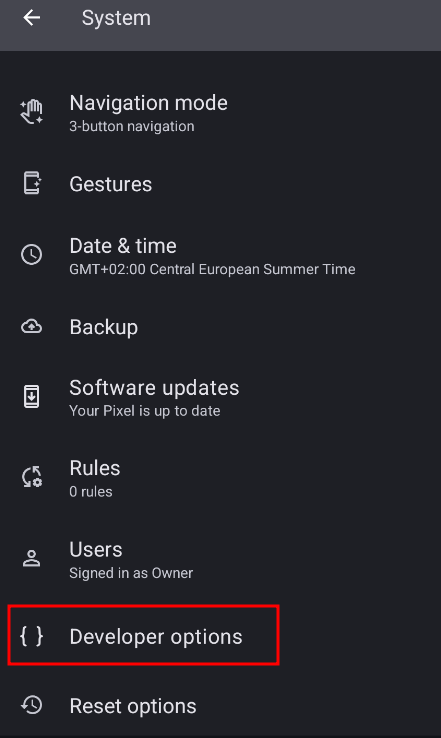 System
Navigation mode
3-button navigation
Gestures
Date & time
GMT+02:00 Central European Summer Time
Backup
Software updates
Your Pixel is up to date
Rules
0 rules
Users
Signed in as Owner
{ } Developer options
Reset options